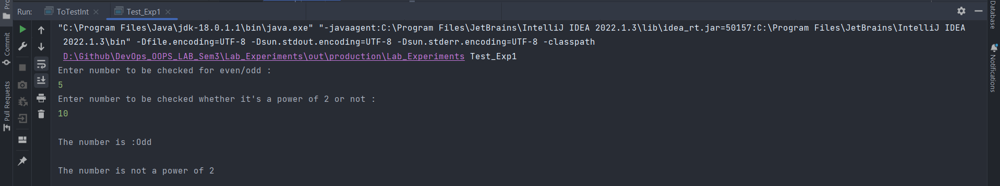 Run: ToTestInt Test_Exp1
"C:\Program Files\Java\jdk-18.0.1.1\bin\java.exe" "-javaagent:C:\Program Files\JetBrains\IntelliJ IDEA 2022.1.3\lib\idea_rt.jar=50157:C:\Program Files\JetBrains\IntelliJ IDEA
2022.1.3\bin" -Dfile.encoding=UTF-8 -Dsun.stdout.encoding=UTF-8 -Dsun.stderr.encoding=UTF-8 -classpath
D:\Github\DevOps_OOPS_LAB_Sem3\Lab_Experiments\out\production\Lab_Experiments Test_Exp1
Enter number to be checked for even/odd :
5
Enter number to be checked whether it's a power of 2 or not :
10
The number is :Odd
The number is not a power of 2
Commit
Pull Requests
Database
Notifications